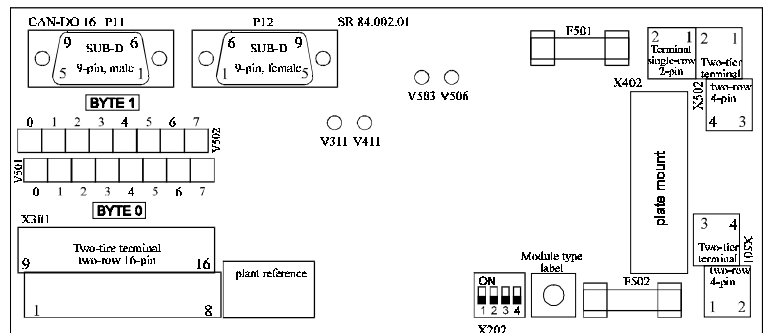 CAN-DO 16 P11
P12
SR 84.002.01
9 6
SUB-D
9-pin, male
5 1
6 9
SUB-D
9-pin, female
1 5
F501
2 1
Terminal
single-row
2-pin
X402
2 1
Two-tier
terminal
two-row
4-pin
4 3
X502
V503 V506
V311 V411
BYTE 1
0 1 2 3 4 5 6 7
V502
V501
0 1 2 3 4 5 6 7
BYTE 0
X301
Two-tire terminal
two-row 16-pin
9 16
1 8
plant reference
plate mount
ON
1 2 3 4
X202
Module type
label
F502
3 4
Two-tier
terminal
two-row
4-pin
1 2
X501